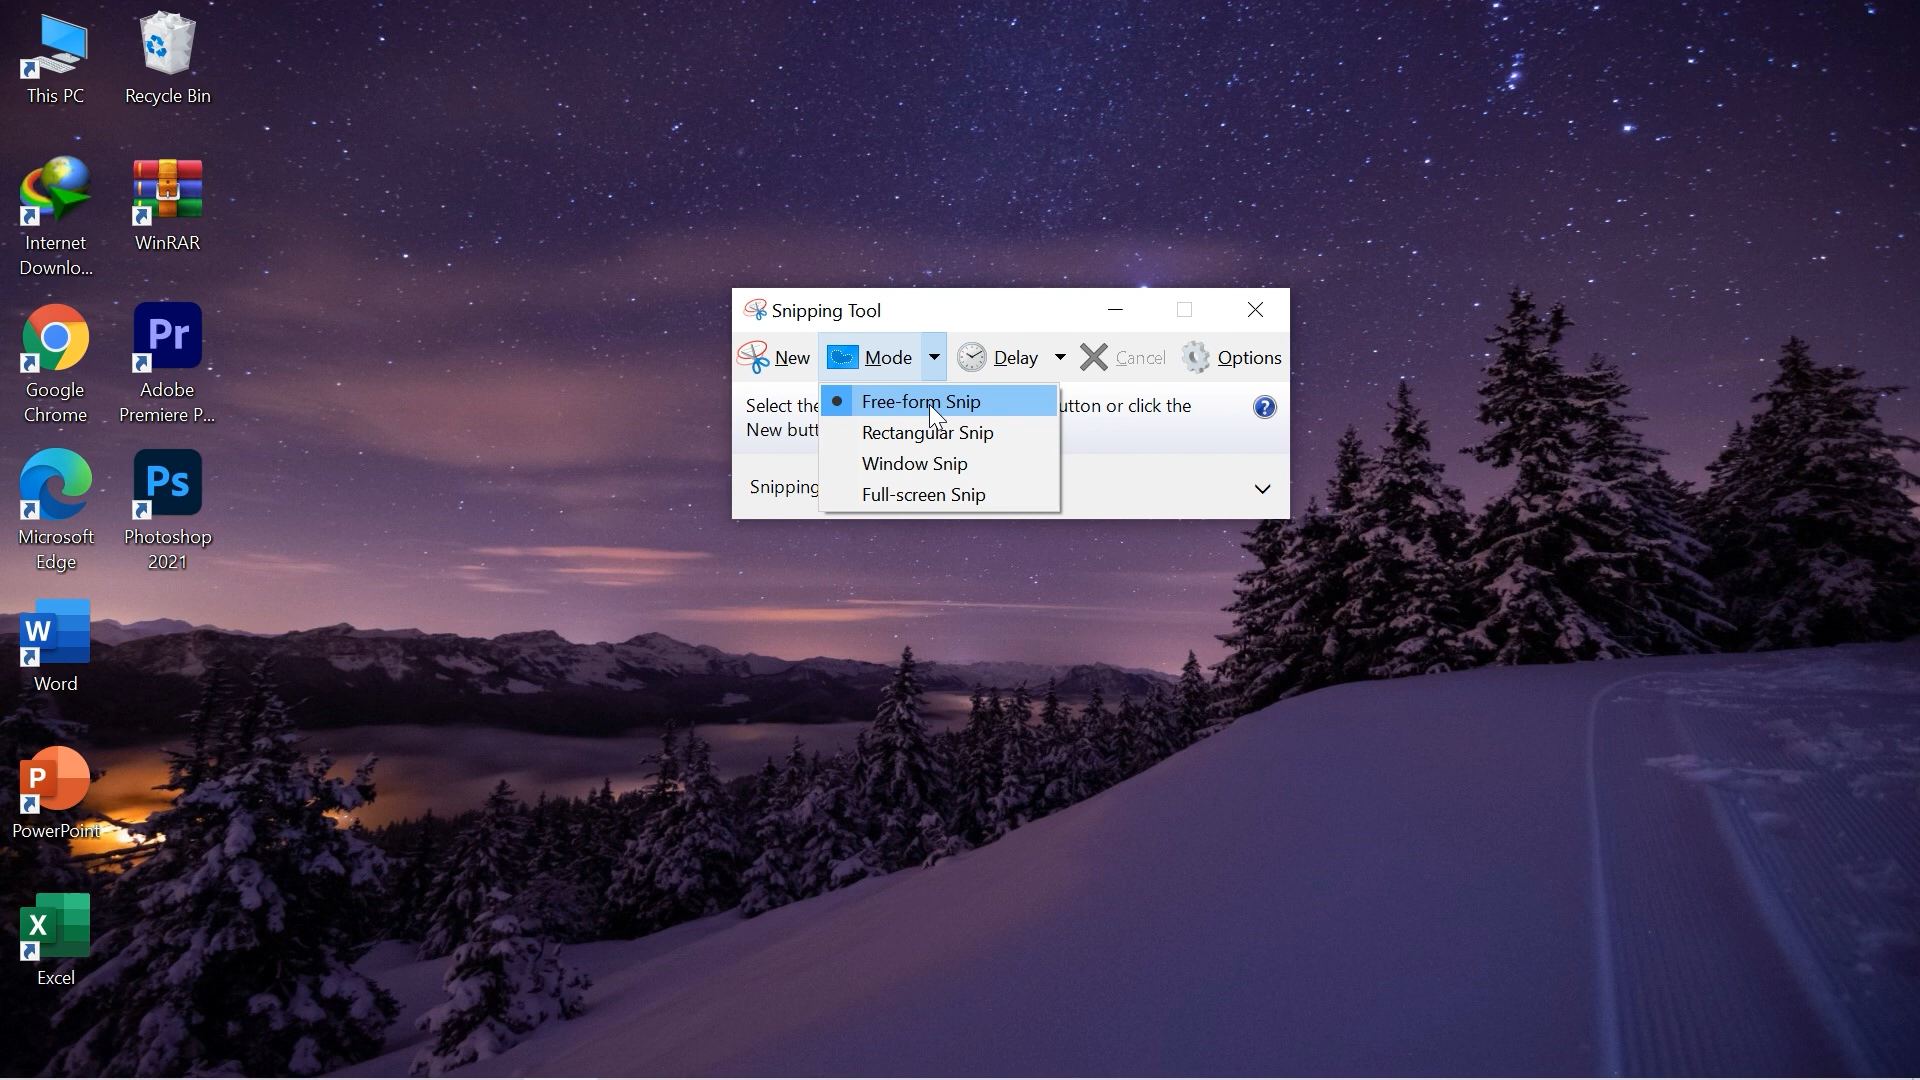 This PC
Recycle Bin
Internet
Downlo...
WinRAR
Google
Chrome
Pr
Adobe
Premiere P...
Microsoft
Edge
Ps
Photoshop
2021
W
Word
P
PowerPoint
X
Excel
Snipping Tool
New
Mode
Delay
Cancel
Options
Select the
utton or click the
New butt
Snipping
Free-form Snip
Rectangular Snip
Window Snip
Full-screen Snip
?